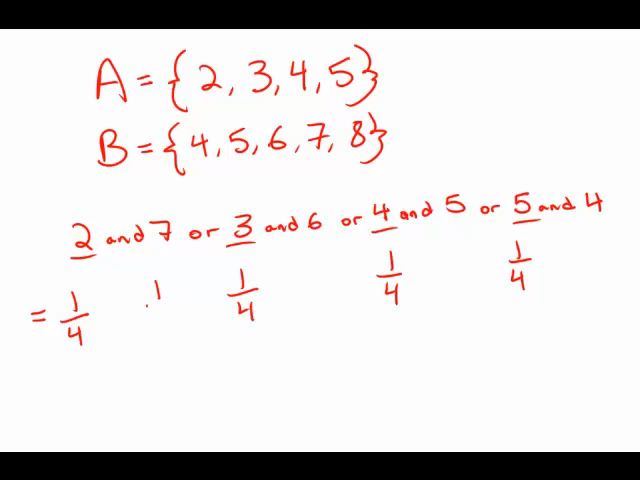 A = {2, 3, 4, 5}
B = {4, 5, 6, 7, 8}
2 and 7 or 3 and 6 or 4 and 5 or 5 and 4
= 1/4 · 1 1/4 1/4 1/4